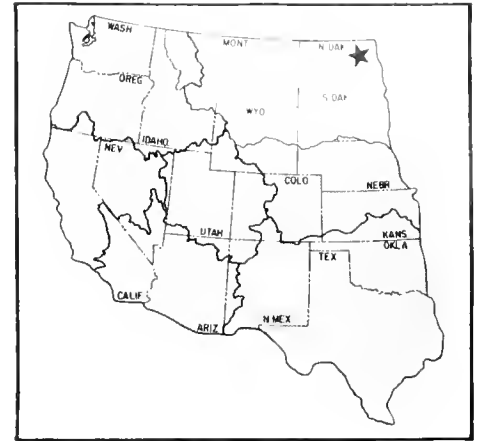 WASH
MONT
N DAK
OREG
S DAK
WYO
IDAHO
NEV
COLO
NEBR
UTAH
KANS
OKLA
TEX
CALIF
N MEX
ARIZ